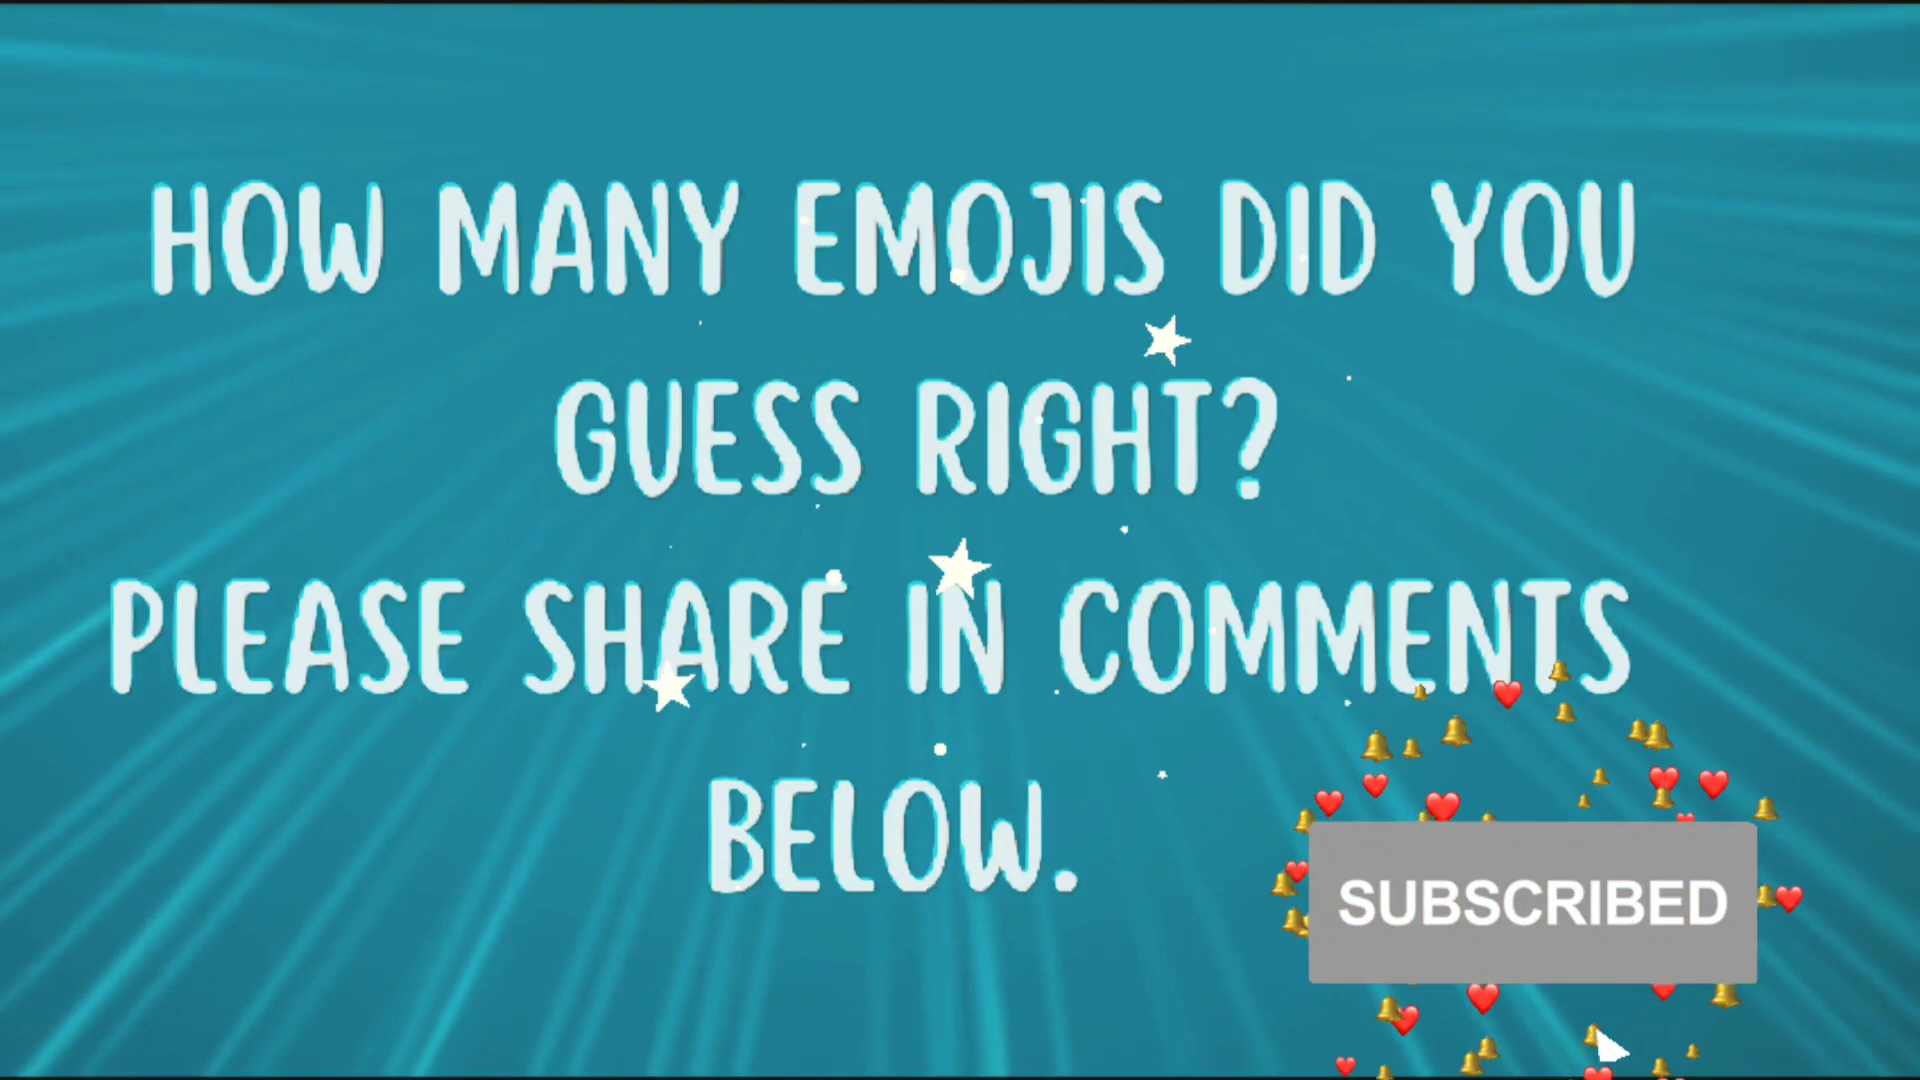 HOW MANY EMOJIS DID YOU
GUESS RIGHT?
PLEASE SHARE IN COMMENTS
BELOW.
SUBSCRIBED